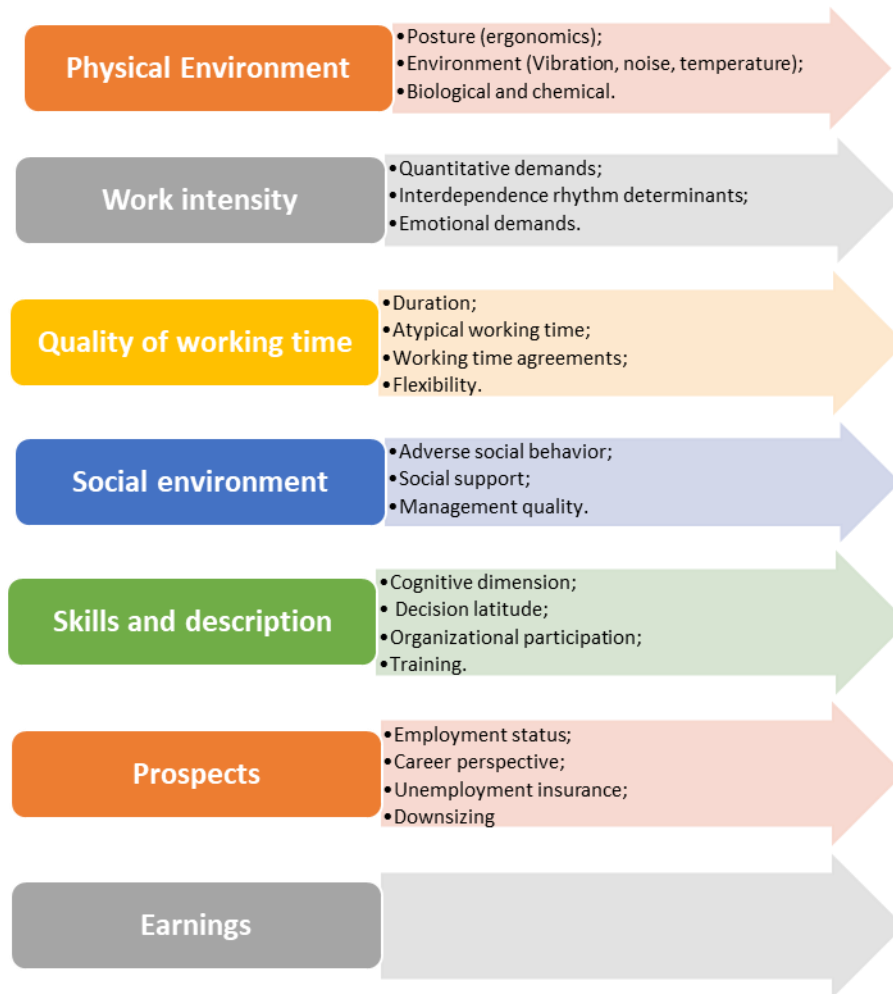 Physical Environment
•Posture (ergonomics);
•Environment (Vibration, noise, temperature);
•Biological and chemical.
Work intensity
•Quantitative demands;
•Interdependence rhythm determinants;
•Emotional demands.
Quality of working time
•Duration;
•Atypical working time;
•Working time agreements;
•Flexibility.
Social environment
•Adverse social behavior;
•Social support;
•Management quality.
Skills and description
•Cognitive dimension;
• Decision latitude;
•Organizational participation;
•Training.
Prospects
•Employment status;
•Career perspective;
•Unemployment insurance;
•Downsizing
Earnings